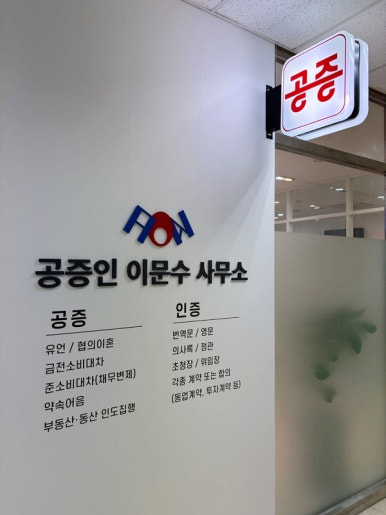 공증
HOW
공증인 이문수 사무소
공증
유언 / 협의이혼
금전소비대차
준소비대차(채무변제)
약속어음
부동산·동산 인도집행
인증
번역문 / 영문
의사록 / 정관
초청장 / 위임장
각종 계약 또는 합의
(동업계약, 투자계약 등)